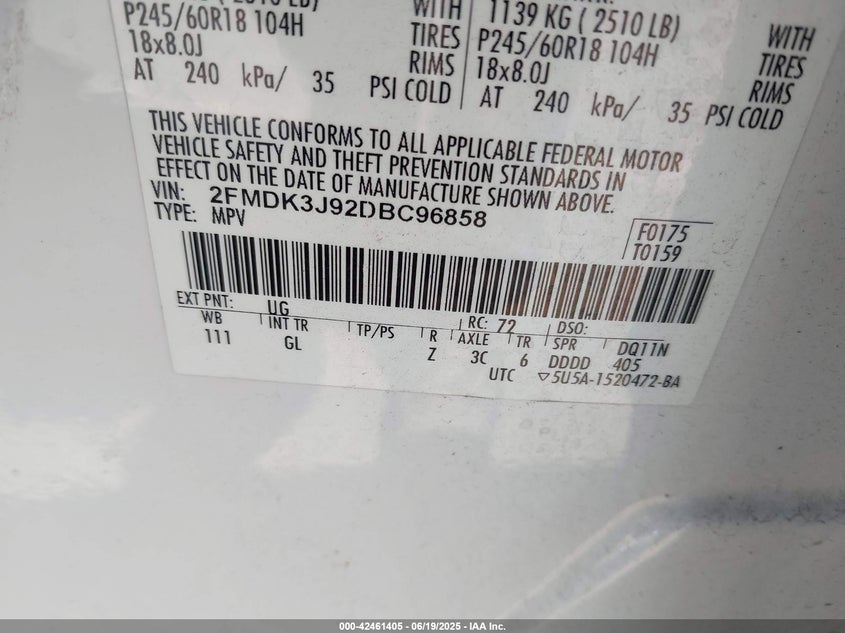 WITH 1139 KG ( 2510 LB) WITH
P245/60R18 104H TIRES P245/60R18 104H TIRES
18x8.0J RIMS 18x8.0J RIMS
AT 240 kPa/ 35 PSI COLD AT 240 kPa/ 35 PSI COLD
THIS VEHICLE CONFORMS TO ALL APPLICABLE FEDERAL MOTOR
VEHICLE SAFETY AND THEFT PREVENTION STANDARDS IN
EFFECT ON THE DATE OF MANUFACTURE SHOWN ABOVE.
VIN: 2FMDK3J92DBC96858
TYPE: MPV
F0175
T0159
EXT PNT: UG RC: 72 DSO:
WB INT TR TP/PS R AXLE TR SPR DQ11N
111 GL Z 3C 6 DDDD 405
UTC ▽5U5A-1520472-BA
000-42461405 / 06/19/2025 - IAA Inc.